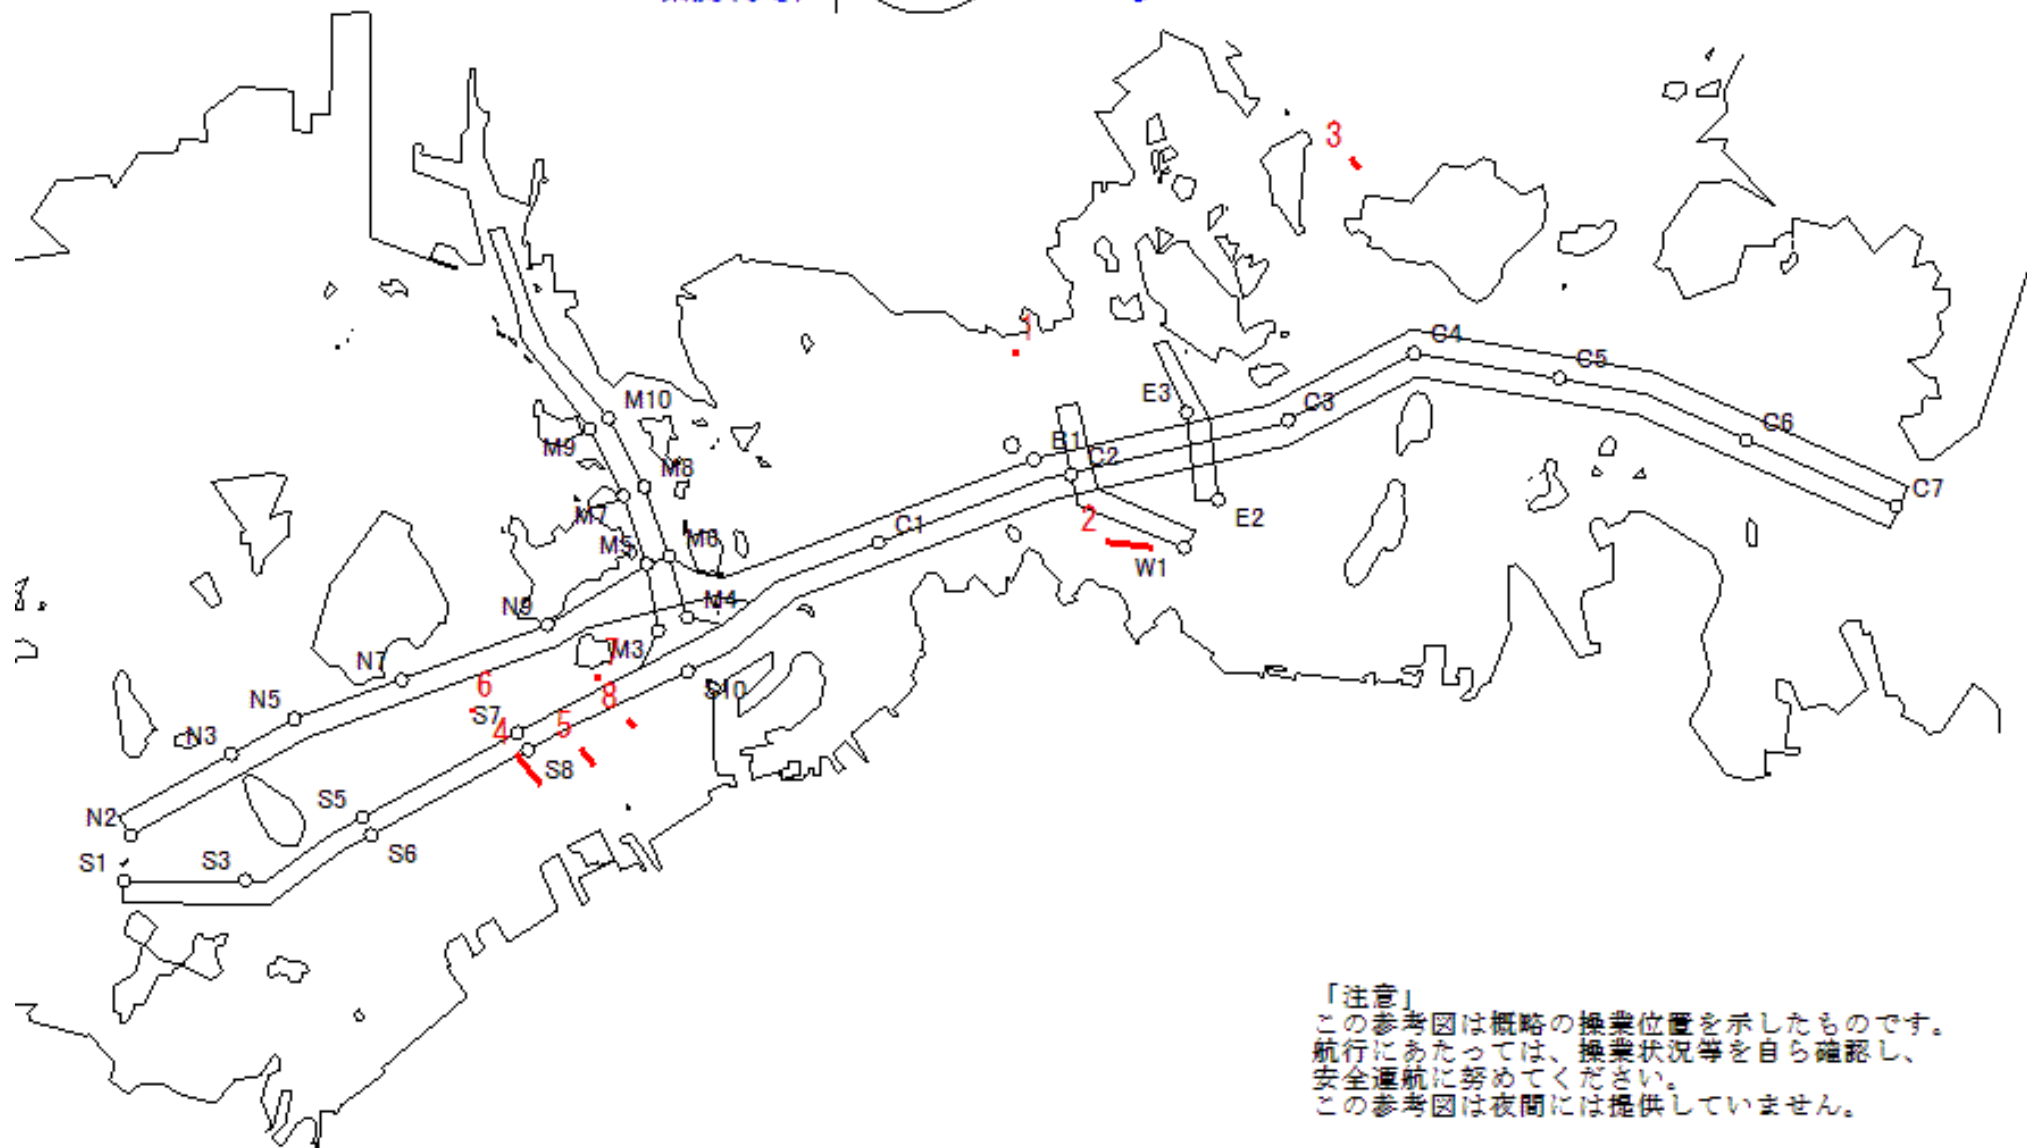 3
1
C4
C5
E3
M10
C3
C6
M9
B1
C2
M8
C7
M7
2
E2
C1
M5
M6
W1
N9
M4
7
M3
N7
6
8
S10
N5
S7
4
5
N3
S8
S5
N2
S6
S1
S3
「注意」
この参考図は概略の操業位置を示したものです。
航行にあたっては、操業状況等を自ら確認し、
安全運航に努めてください。
この参考図は夜間には提供していません。